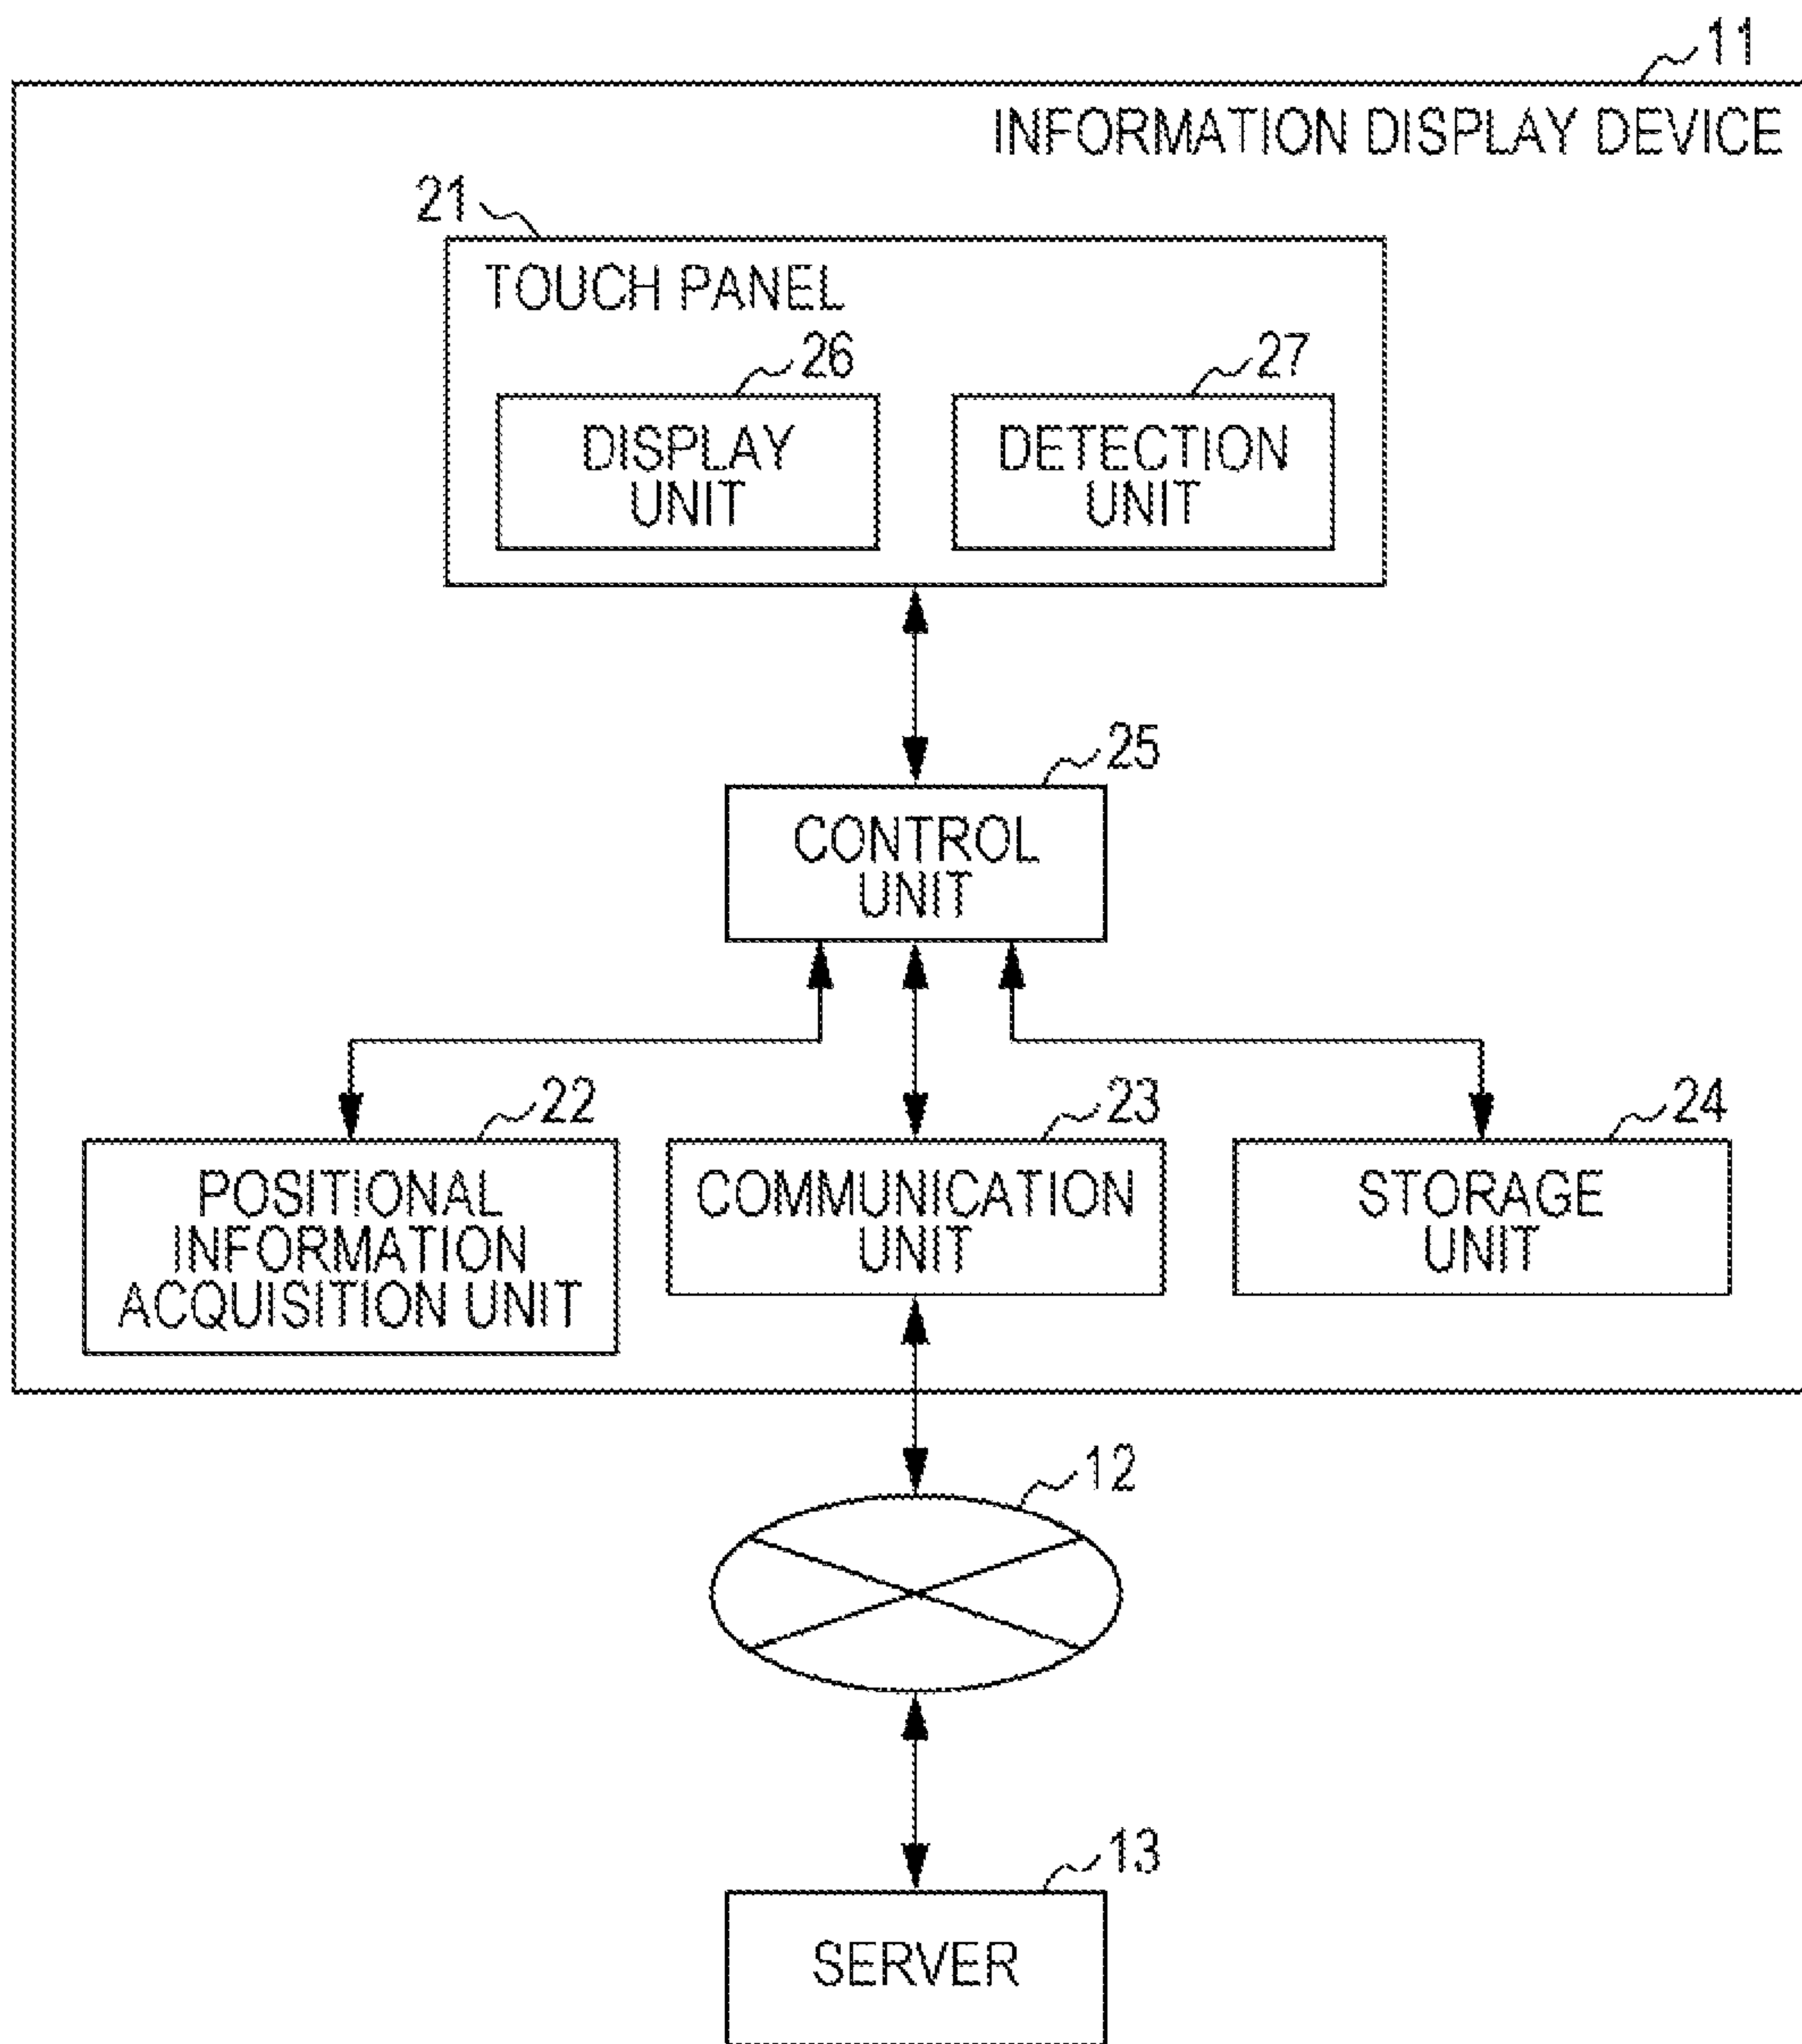 11
INFORMATION DISPLAY DEVICE
21
TOUCH PANEL
26
27
DISPLAY
UNIT
DETECTION
UNIT
25
CONTROL
UNIT
22
23
24
POSITIONAL
INFORMATION
ACQUISITION UNIT
COMMUNICATION
UNIT
STORAGE
UNIT
12
13
SERVER